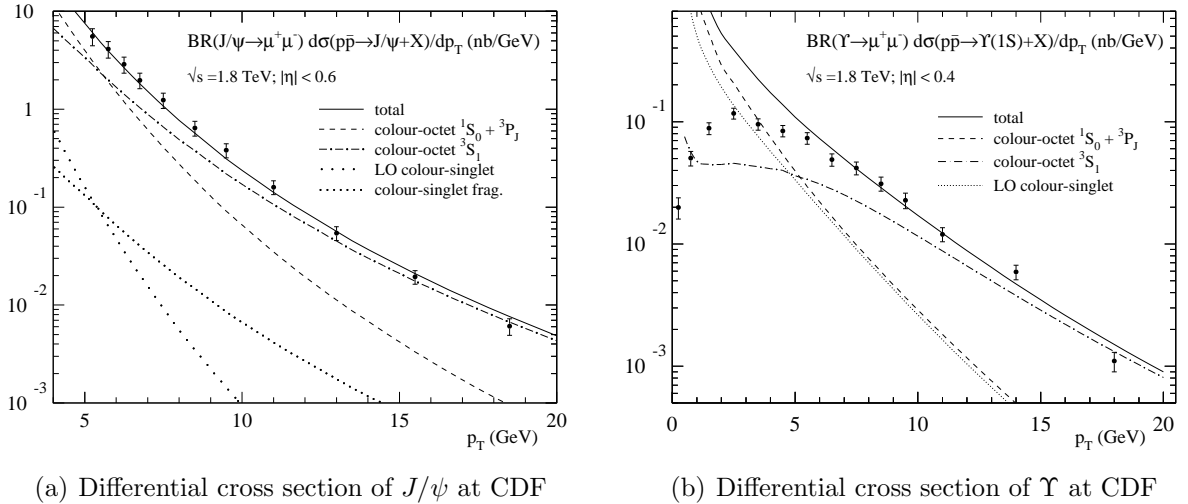 10
1
10⁻¹
10⁻²
10⁻³
BR(J/ψ→μ⁺μ⁻) dσ(pp̄→J/ψ+X)/dp_T (nb/GeV)
√s =1.8 TeV; |η| < 0.6
total
colour-octet ¹S₀ + ³P_J
colour-octet ³S₁
LO colour-singlet
colour-singlet frag.
5 10 15 20
p_T (GeV)
(a) Differential cross section of J/ψ at CDF
10⁻¹
10⁻²
10⁻³
BR(Υ→μ⁺μ⁻) dσ(pp̄→Υ(1S)+X)/dp_T (nb/GeV)
√s =1.8 TeV; |η| < 0.4
total
colour-octet ¹S₀ + ³P_J
colour-octet ³S₁
LO colour-singlet
0 5 10 15 20
p_T (GeV)
(b) Differential cross section of Υ at CDF